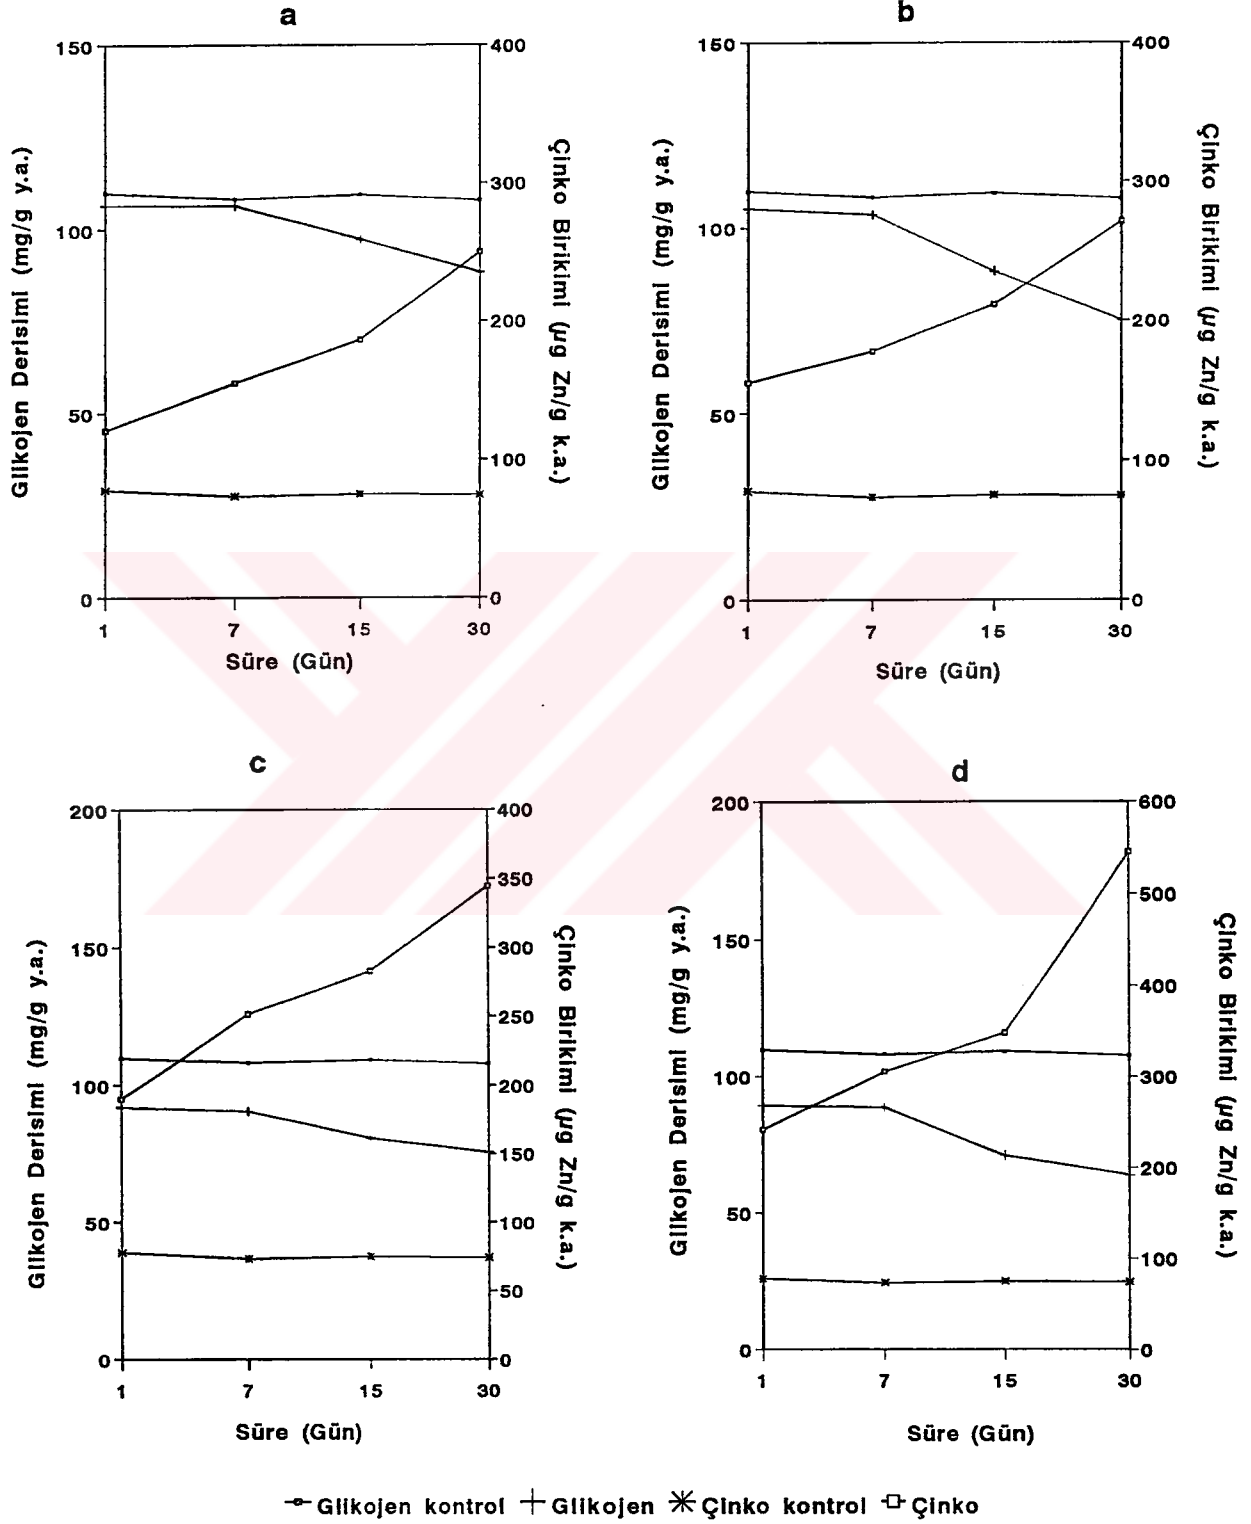 a
150
100
50
0
400
300
200
100
0
1 7 15 30
Süre (Gün)
Glikojen Derisimi (mg/g y.a.)
Çinko Birikimi (µg Zn/g k.a.)
b
150
100
50
0
400
300
200
100
0
1 7 15 30
Süre (Gün)
Glikojen Derisimi (mg/g y.a.)
Çinko Birikimi (µg Zn/g k.a.)
c
200
150
100
50
0
400
350
300
250
200
150
100
50
0
1 7 15 30
Süre (Gün)
Glikojen Derisimi (mg/g y.a.)
Çinko Birikimi (µg Zn/g k.a.)
d
200
150
100
50
0
600
500
400
300
200
100
0
1 7 15 30
Süre (Gün)
Glikojen Derisimi (mg/g y.a.)
Çinko Birikimi (µg Zn/g k.a.)
Glikojen kontrol Glikojen Çinko kontrol Çinko